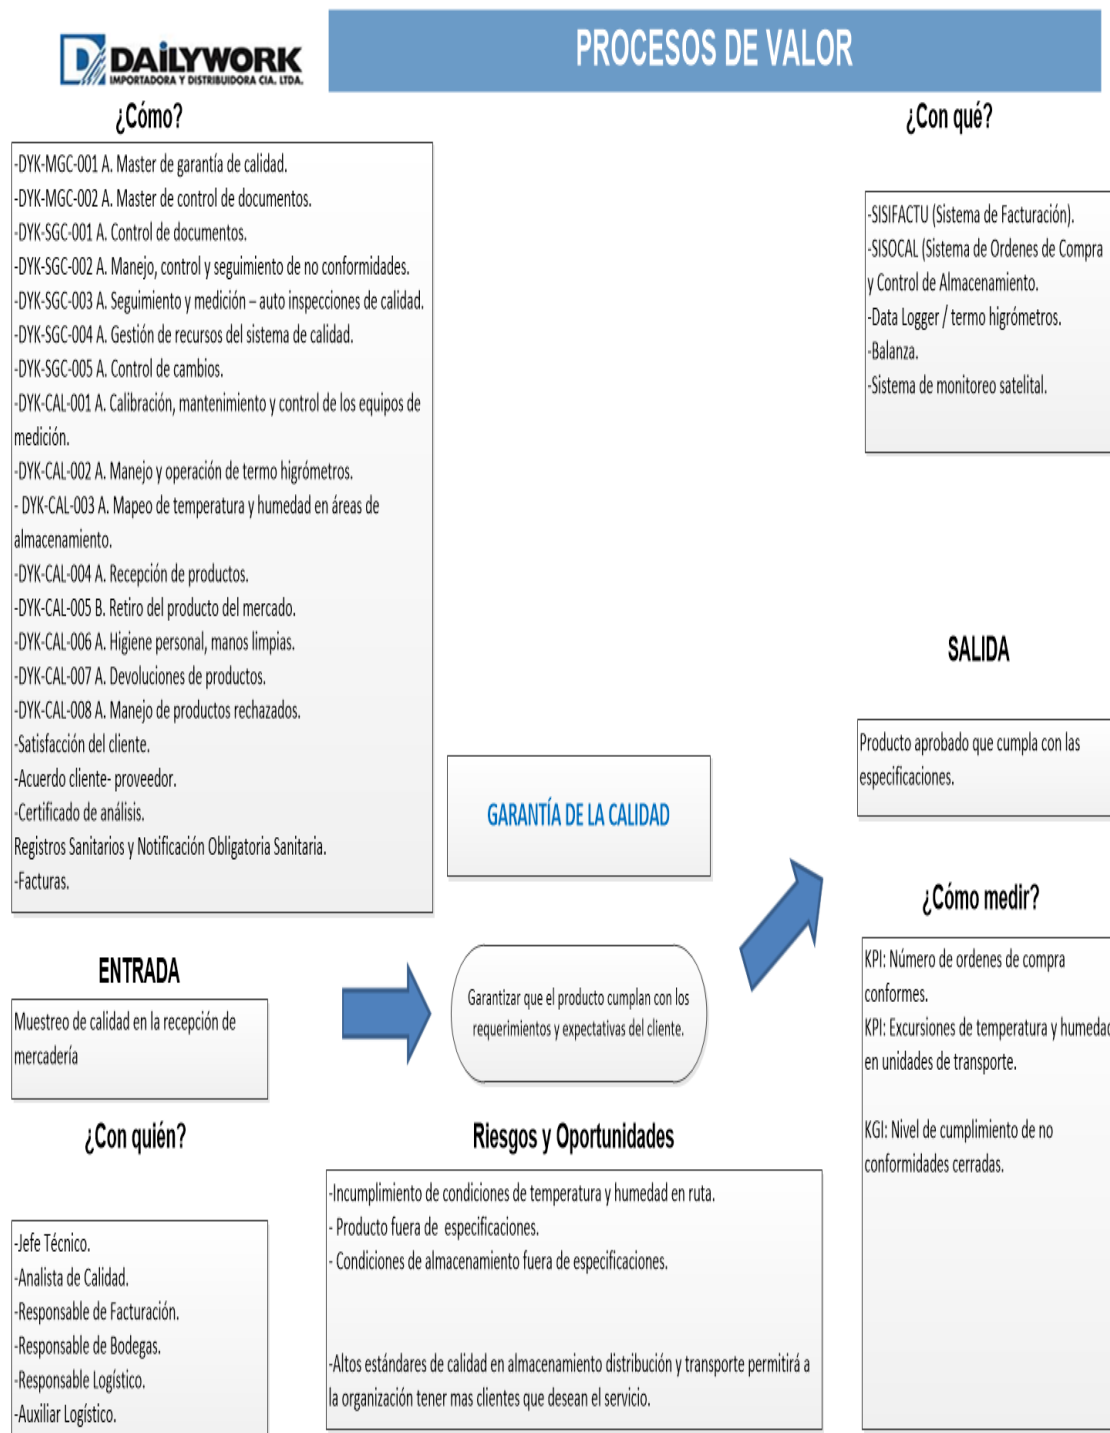 DAiLYWORK
IMPORTADORA Y DISTRIBUIDORA CIA. LTDA.
PROCESOS DE VALOR
¿Cómo?
-DYK-MGC-001 A. Master de garantía de calidad.
-DYK-MGC-002 A. Master de control de documentos.
-DYK-SGC-001 A. Control de documentos.
-DYK-SGC-002 A. Manejo, control y seguimiento de no conformidades.
-DYK-SGC-003 A. Seguimiento y medición – auto inspecciones de calidad.
-DYK-SGC-004 A. Gestión de recursos del sistema de calidad.
-DYK-SGC-005 A. Control de cambios.
-DYK-CAL-001 A. Calibración, mantenimiento y control de los equipos de
medición.
-DYK-CAL-002 A. Manejo y operación de termo higrómetros.
- DYK-CAL-003 A. Mapeo de temperatura y humedad en áreas de
almacenamiento.
-DYK-CAL-004 A. Recepción de productos.
-DYK-CAL-005 B. Retiro del producto del mercado.
-DYK-CAL-006 A. Higiene personal, manos limpias.
-DYK-CAL-007 A. Devoluciones de productos.
-DYK-CAL-008 A. Manejo de productos rechazados.
-Satisfacción del cliente.
-Acuerdo cliente- proveedor.
-Certificado de análisis.
Registros Sanitarios y Notificación Obligatoria Sanitaria.
-Facturas.
¿Con qué?
-SISIFACTU (Sistema de Facturación).
-SISOCAL (Sistema de Ordenes de Compra
y Control de Almacenamiento.
-Data Logger / termo higrómetros.
-Balanza.
-Sistema de monitoreo satelital.
GARANTÍA DE LA CALIDAD
SALIDA
Producto aprobado que cumpla con las
especificaciones.
ENTRADA
Muestreo de calidad en la recepción de
mercadería
Garantizar que el producto cumplan con los
requerimientos y expectativas del cliente.
¿Cómo medir?
KPI: Número de ordenes de compra
conformes.
KPI: Excursiones de temperatura y humedad
en unidades de transporte.
KGI: Nivel de cumplimiento de no
conformidades cerradas.
¿Con quién?
-Jefe Técnico.
-Analista de Calidad.
-Responsable de Facturación.
-Responsable de Bodegas.
-Responsable Logístico.
-Auxiliar Logístico.
Riesgos y Oportunidades
-Incumplimiento de condiciones de temperatura y humedad en ruta.
- Producto fuera de especificaciones.
- Condiciones de almacenamiento fuera de especificaciones.
-Altos estándares de calidad en almacenamiento distribución y transporte permitirá a
la organización tener mas clientes que desean el servicio.